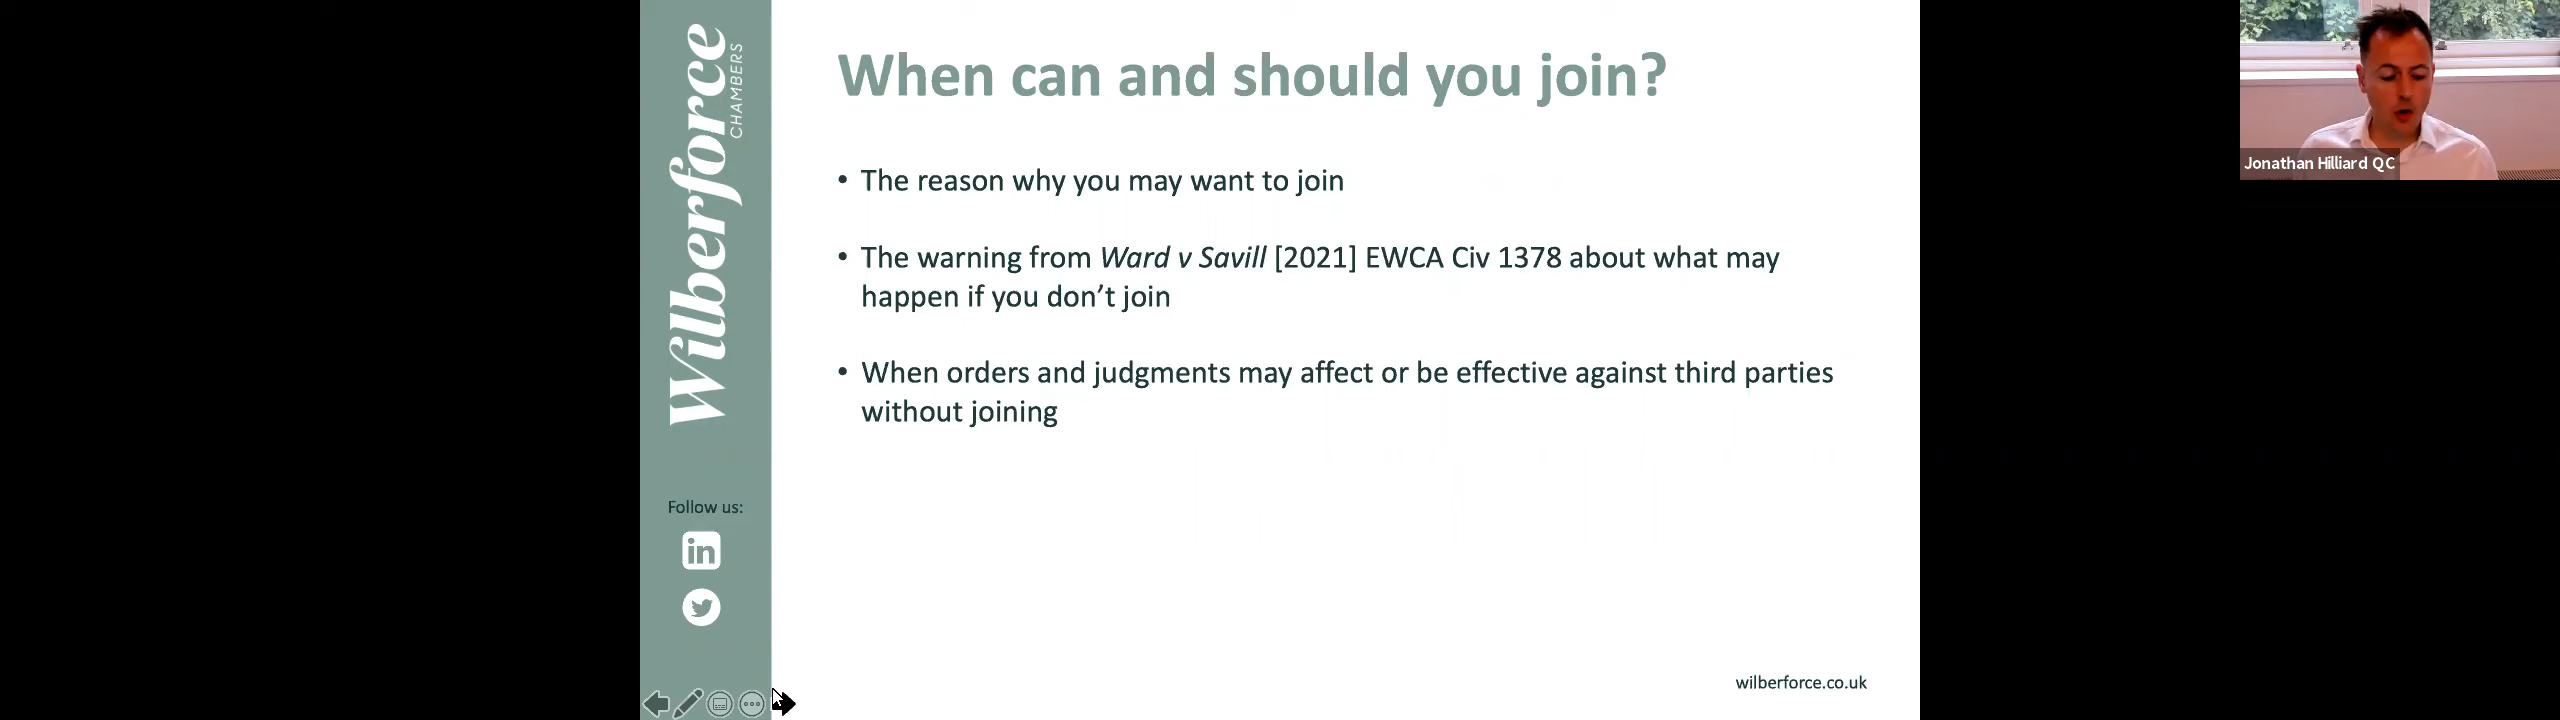 Wilberforce
CHAMBERS
When can and should you join?
• The reason why you may want to join
• The warning from Ward v Savill [2021] EWCA Civ 1378 about what may
happen if you don’t join
• When orders and judgments may affect or be effective against third parties
without joining
Follow us:
in
wilberforce.co.uk
Jonathan Hilliard QC